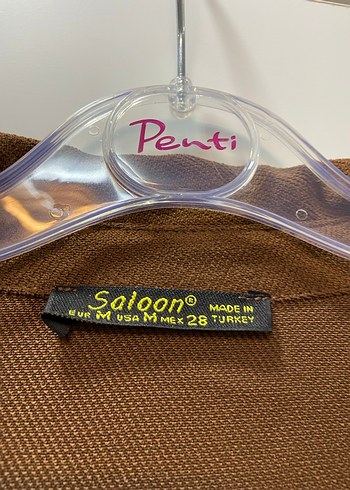 Penti
Saloon® MADE IN
EUR M USA M MEX 28 TURKEY